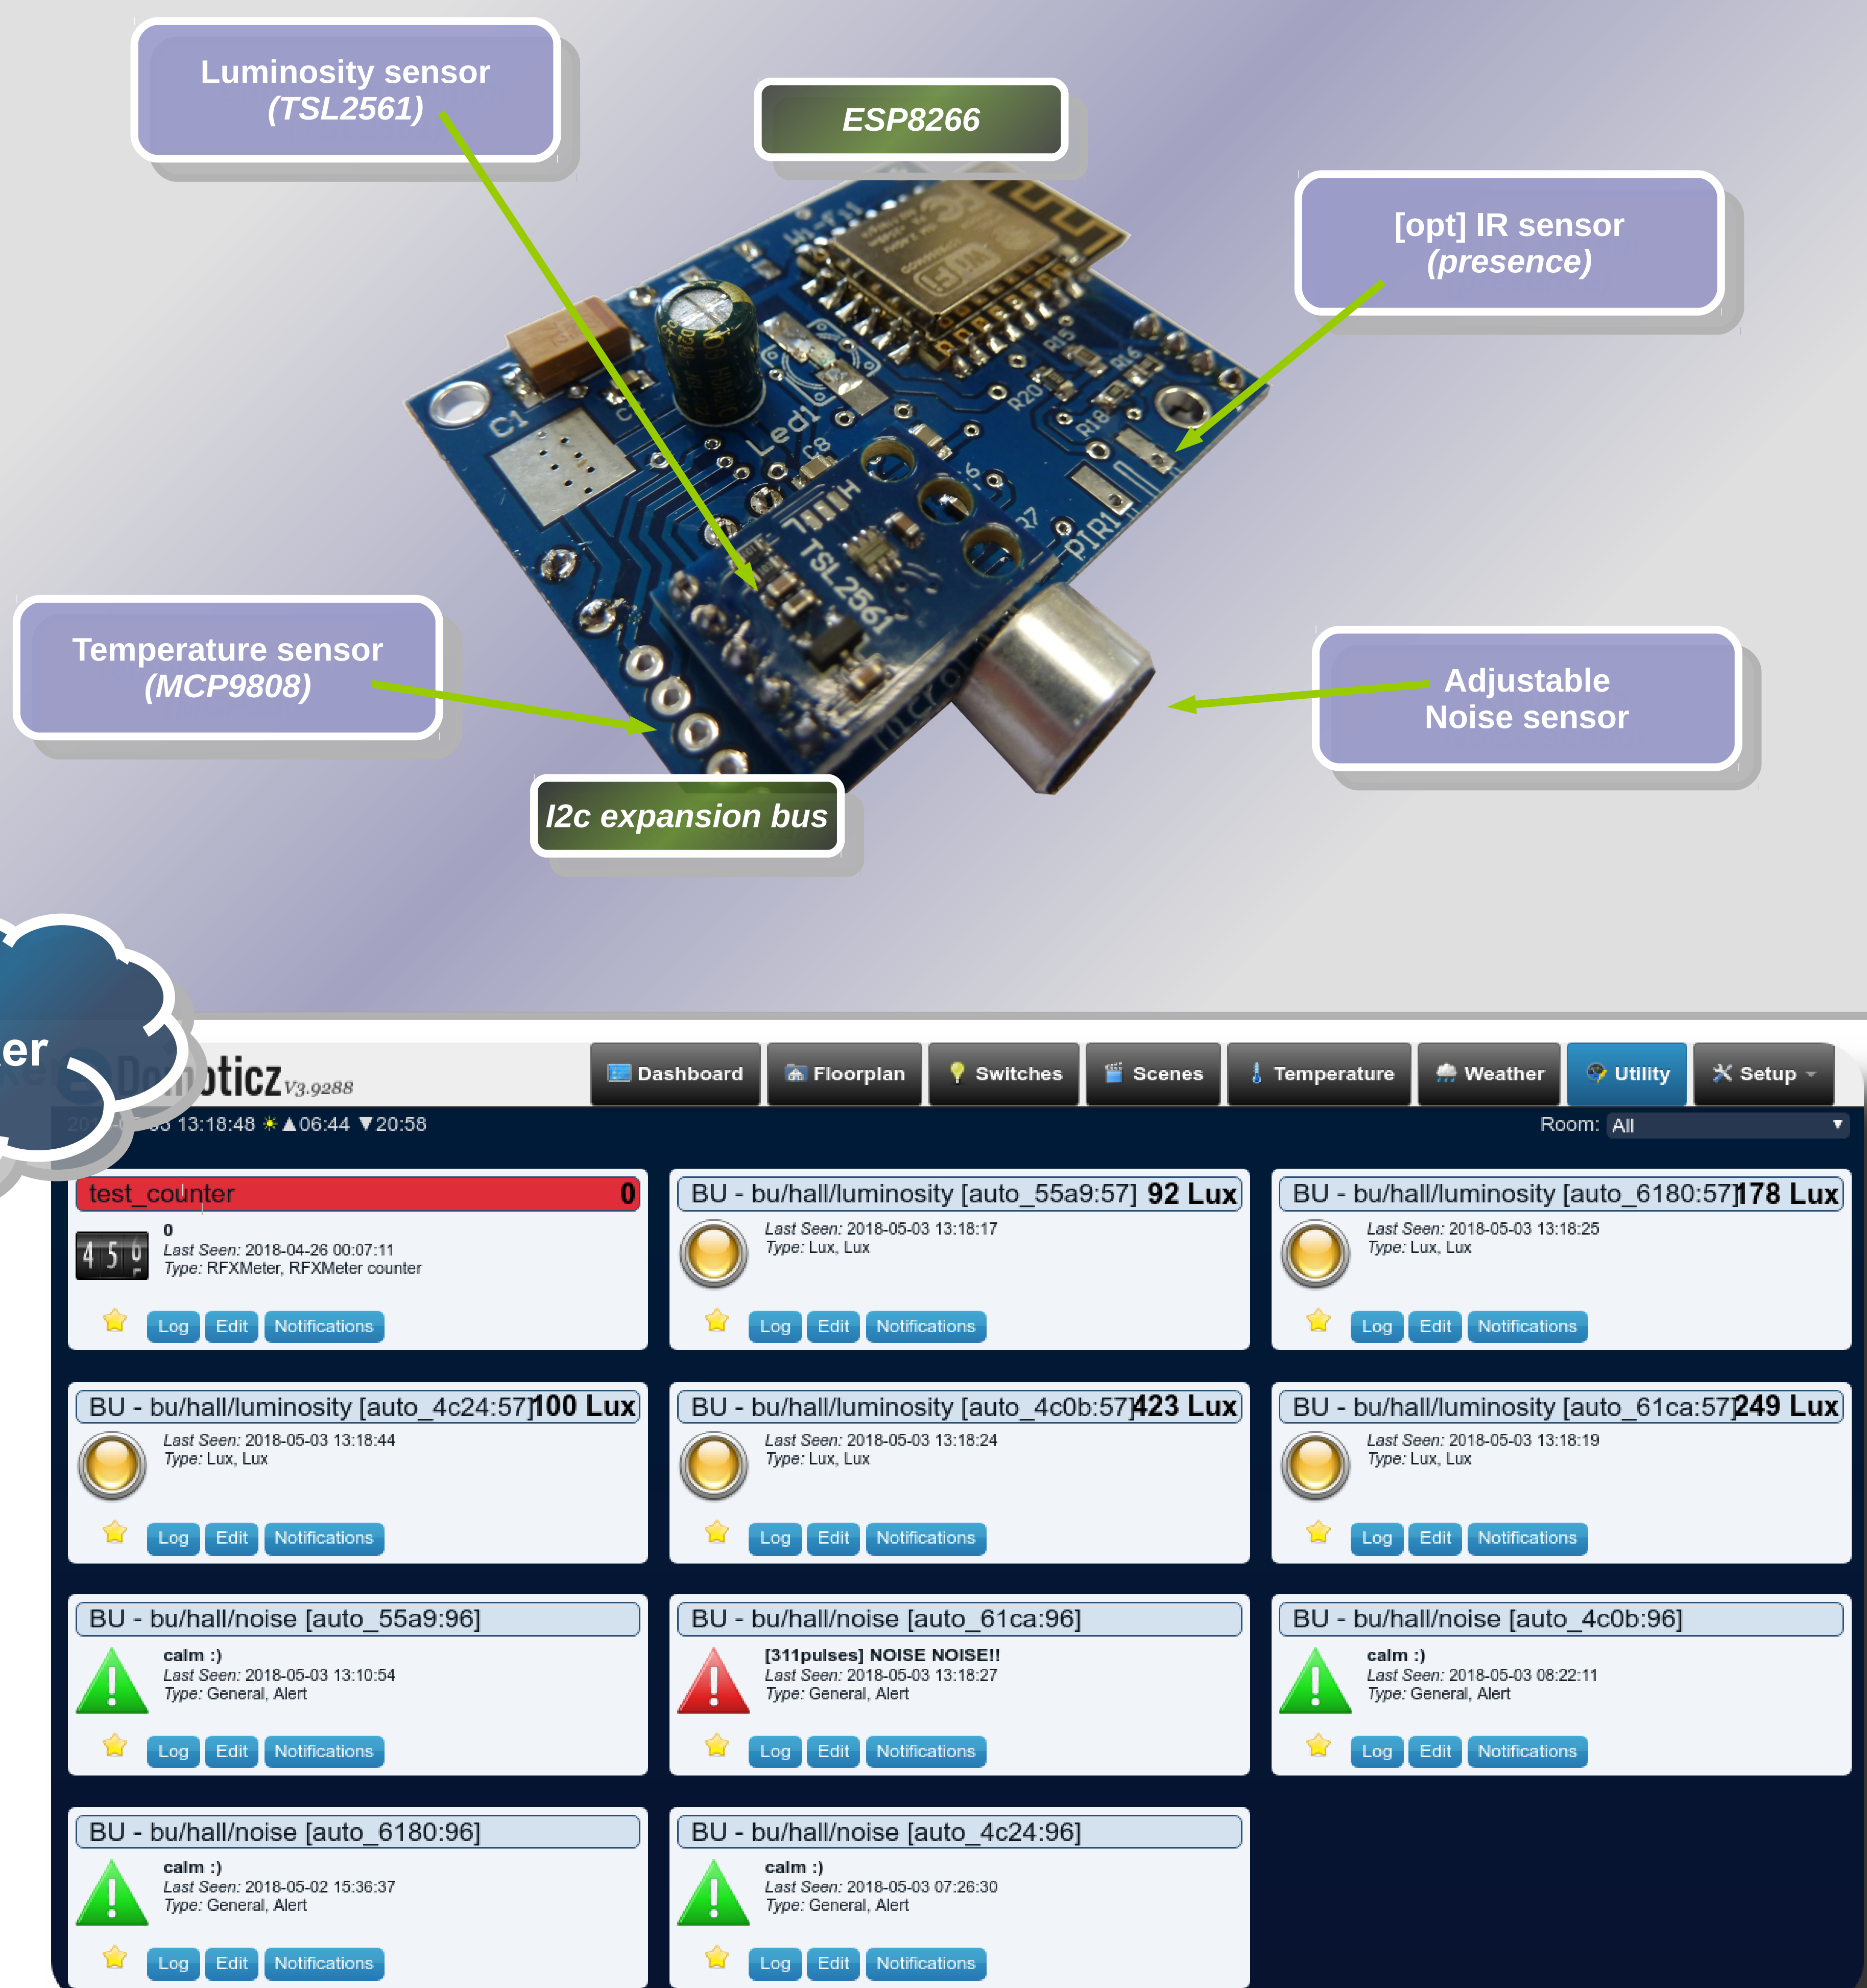 Luminosity sensor
(TSL2561)
ESP8266
[opt] IR sensor
(presence)
Wi-Fi1
WiFi
C1
Led1
C8
R15
R16
R20
R18
PIR1
TSL2561
Temperature sensor
(MCP9808)
Adjustable
Noise sensor
I2c expansion bus
er
Domoticz V3.9288
Dashboard
Floorplan
Switches
Scenes
Temperature
Weather
Utility
Setup
13:18:48 ▲06:44 ▼20:58
Room: All
test_counter 0
0
Last Seen: 2018-04-26 00:07:11
Type: RFXMeter, RFXMeter counter
Log Edit Notifications
BU - bu/hall/luminosity [auto_55a9:57] 92 Lux
Last Seen: 2018-05-03 13:18:17
Type: Lux, Lux
Log Edit Notifications
BU - bu/hall/luminosity [auto_6180:57] 178 Lux
Last Seen: 2018-05-03 13:18:25
Type: Lux, Lux
Log Edit Notifications
BU - bu/hall/luminosity [auto_4c24:57] 100 Lux
Last Seen: 2018-05-03 13:18:44
Type: Lux, Lux
Log Edit Notifications
BU - bu/hall/luminosity [auto_4c0b:57] 423 Lux
Last Seen: 2018-05-03 13:18:24
Type: Lux, Lux
Log Edit Notifications
BU - bu/hall/luminosity [auto_61ca:57] 249 Lux
Last Seen: 2018-05-03 13:18:19
Type: Lux, Lux
Log Edit Notifications
BU - bu/hall/noise [auto_55a9:96]
calm :)
Last Seen: 2018-05-03 13:10:54
Type: General, Alert
Log Edit Notifications
BU - bu/hall/noise [auto_61ca:96]
[311pulses] NOISE NOISE!!
Last Seen: 2018-05-03 13:18:27
Type: General, Alert
Log Edit Notifications
BU - bu/hall/noise [auto_4c0b:96]
calm :)
Last Seen: 2018-05-03 08:22:11
Type: General, Alert
Log Edit Notifications
BU - bu/hall/noise [auto_6180:96]
calm :)
Last Seen: 2018-05-02 15:36:37
Type: General, Alert
Log Edit Notifications
BU - bu/hall/noise [auto_4c24:96]
calm :)
Last Seen: 2018-05-03 07:26:30
Type: General, Alert
Log Edit Notifications